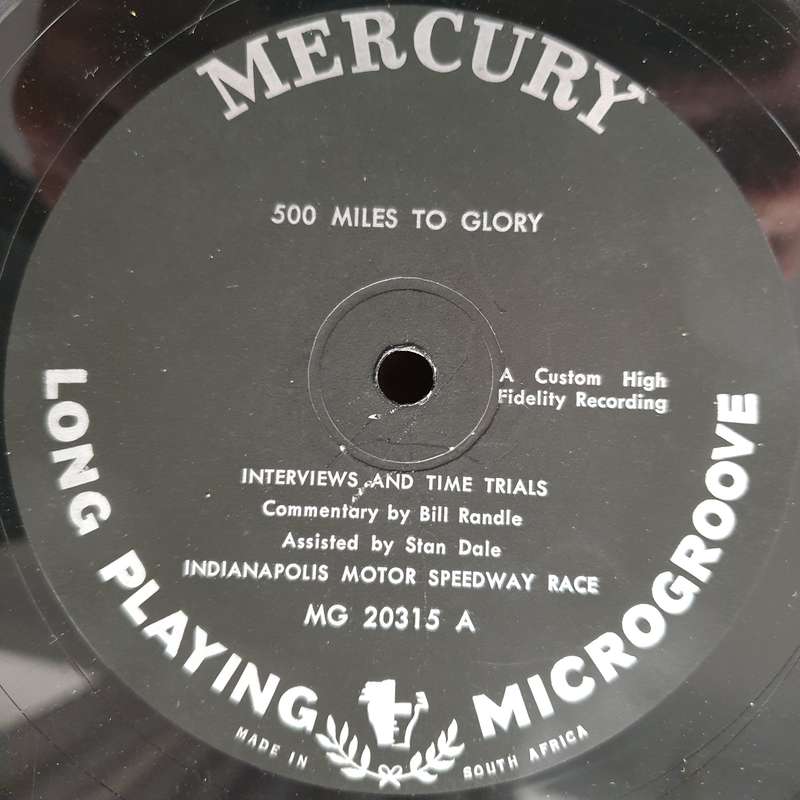 MERCURY
500 MILES TO GLORY
A Custom High
Fidelity Recording
INTERVIEWS AND TIME TRIALS
Commentary by Bill Randle
Assisted by Stan Dale
INDIANAPOLIS MOTOR SPEEDWAY RACE
MG 20315 A
LONG PLAYING MICROGROOVE
MADE IN SOUTH AFRICA